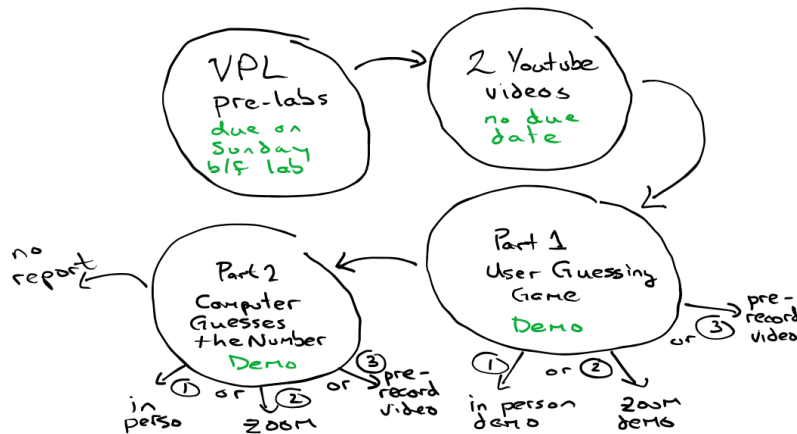 VPL
pre-labs
due on
Sunday
b/f lab
2 Youtube
videos
no due
date
Part 1
User Guessing
Game
Demo
① in person
demo
or ② zoom
demo
or ③ pre-
record
video
Part 2
Computer
Guesses
the Number
Demo
① in
perso
or ② zoom
or ③ pre-
record
video
no
report